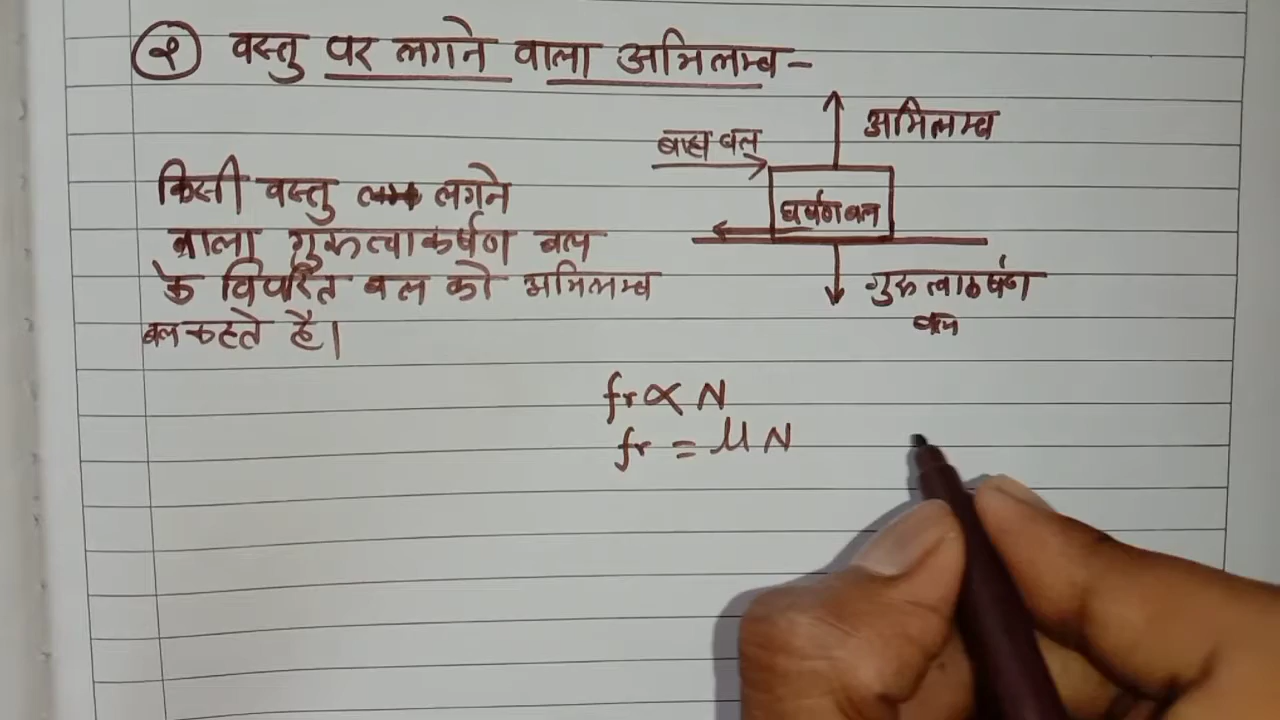 २ वस्तु पर लगने वाला अभिलम्ब –
अभिलम्ब
बाह्य बल
घर्षण बल
किसी वस्तु लगने
वाला गुरुत्वाकर्षण बल
के विपरित बल को अभिलम्ब
बल कहते है।
गुरुत्वाकर्षण
बल
fr ∝ N
fr = μ N